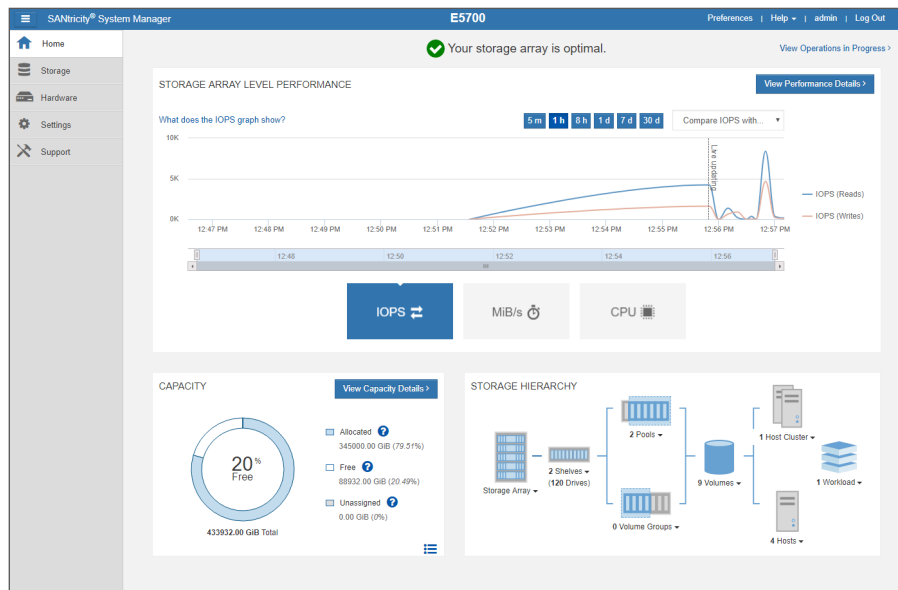 SANtricity® System Manager
E5700
Preferences | Help | admin | Log Out
Home
Storage
Hardware
Settings
Support
Your storage array is optimal.
View Operations in Progress >
STORAGE ARRAY LEVEL PERFORMANCE
View Performance Details >
What does the IOPS graph show?
5 m 1 h 8 h 1 d 7 d 30 d
Compare IOPS with...
10K
5K
0K
Live updating
IOPS (Reads)
IOPS (Writes)
12:47 PM 12:48 PM 12:49 PM 12:50 PM 12:51 PM 12:52 PM 12:53 PM 12:54 PM 12:55 PM 12:56 PM 12:57 PM
12:48 12:50 12:52 12:54 12:56
IOPS
MiB/s
CPU
CAPACITY
View Capacity Details >
20%
Free
433932.00 GiB Total
Allocated ?
345000.00 GiB (79.51%)
Free ?
88932.00 GiB (20.49%)
Unassigned ?
0.00 GiB (0%)
STORAGE HIERARCHY
Storage Array
2 Shelves
(120 Drives)
2 Pools
0 Volume Groups
9 Volumes
1 Host Cluster
4 Hosts
1 Workload